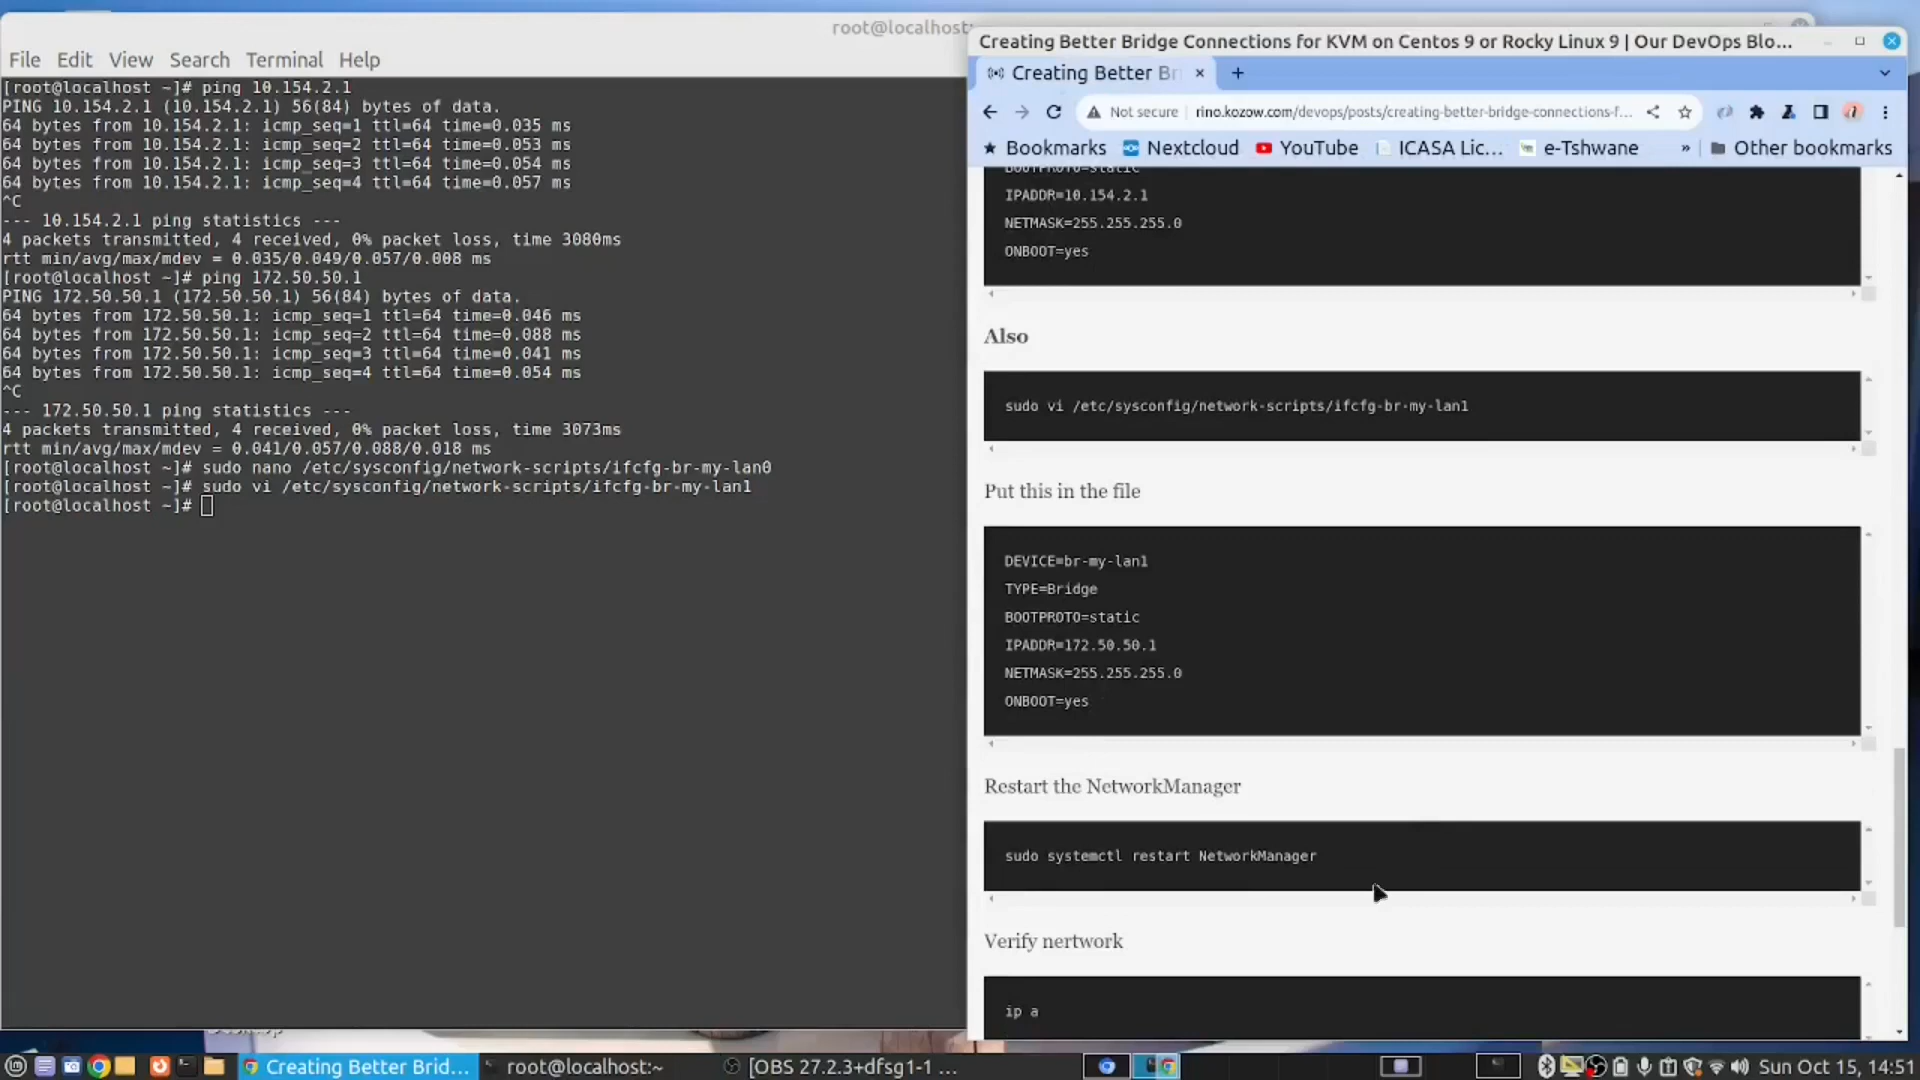 root@localhost:
File Edit View Search Terminal Help
[root@localhost ~]# ping 10.154.2.1
PING 10.154.2.1 (10.154.2.1) 56(84) bytes of data.
64 bytes from 10.154.2.1: icmp_seq=1 ttl=64 time=0.035 ms
64 bytes from 10.154.2.1: icmp_seq=2 ttl=64 time=0.053 ms
64 bytes from 10.154.2.1: icmp_seq=3 ttl=64 time=0.054 ms
64 bytes from 10.154.2.1: icmp_seq=4 ttl=64 time=0.057 ms
^C
--- 10.154.2.1 ping statistics ---
4 packets transmitted, 4 received, 0% packet loss, time 3080ms
rtt min/avg/max/mdev = 0.035/0.049/0.057/0.008 ms
[root@localhost ~]# ping 172.50.50.1
PING 172.50.50.1 (172.50.50.1) 56(84) bytes of data.
64 bytes from 172.50.50.1: icmp_seq=1 ttl=64 time=0.046 ms
64 bytes from 172.50.50.1: icmp_seq=2 ttl=64 time=0.088 ms
64 bytes from 172.50.50.1: icmp_seq=3 ttl=64 time=0.041 ms
64 bytes from 172.50.50.1: icmp_seq=4 ttl=64 time=0.054 ms
^C
--- 172.50.50.1 ping statistics ---
4 packets transmitted, 4 received, 0% packet loss, time 3073ms
rtt min/avg/max/mdev = 0.041/0.057/0.088/0.018 ms
[root@localhost ~]# sudo nano /etc/sysconfig/network-scripts/ifcfg-br-my-lan0
[root@localhost ~]# sudo vi /etc/sysconfig/network-scripts/ifcfg-br-my-lan1
[root@localhost ~]#
Creating Better Bridge Connections for KVM on Centos 9 or Rocky Linux 9 | Our DevOps Blo...
Creating Better Br
Not secure rino.kozow.com/devops/posts/creating-better-bridge-connections-f...
Bookmarks Nextcloud YouTube ICASA Lic... e-Tshwane » Other bookmarks
BOOTPROTO=static
IPADDR=10.154.2.1
NETMASK=255.255.255.0
ONBOOT=yes
Also
sudo vi /etc/sysconfig/network-scripts/ifcfg-br-my-lan1
Put this in the file
DEVICE=br-my-lan1
TYPE=Bridge
BOOTPROTO=static
IPADDR=172.50.50.1
NETMASK=255.255.255.0
ONBOOT=yes
Restart the NetworkManager
sudo systemctl restart NetworkManager
Verify nertwork
ip a
Creating Better Brid... root@localhost:~ [OBS 27.2.3+dfsg1-1 ... Sun Oct 15, 14:51